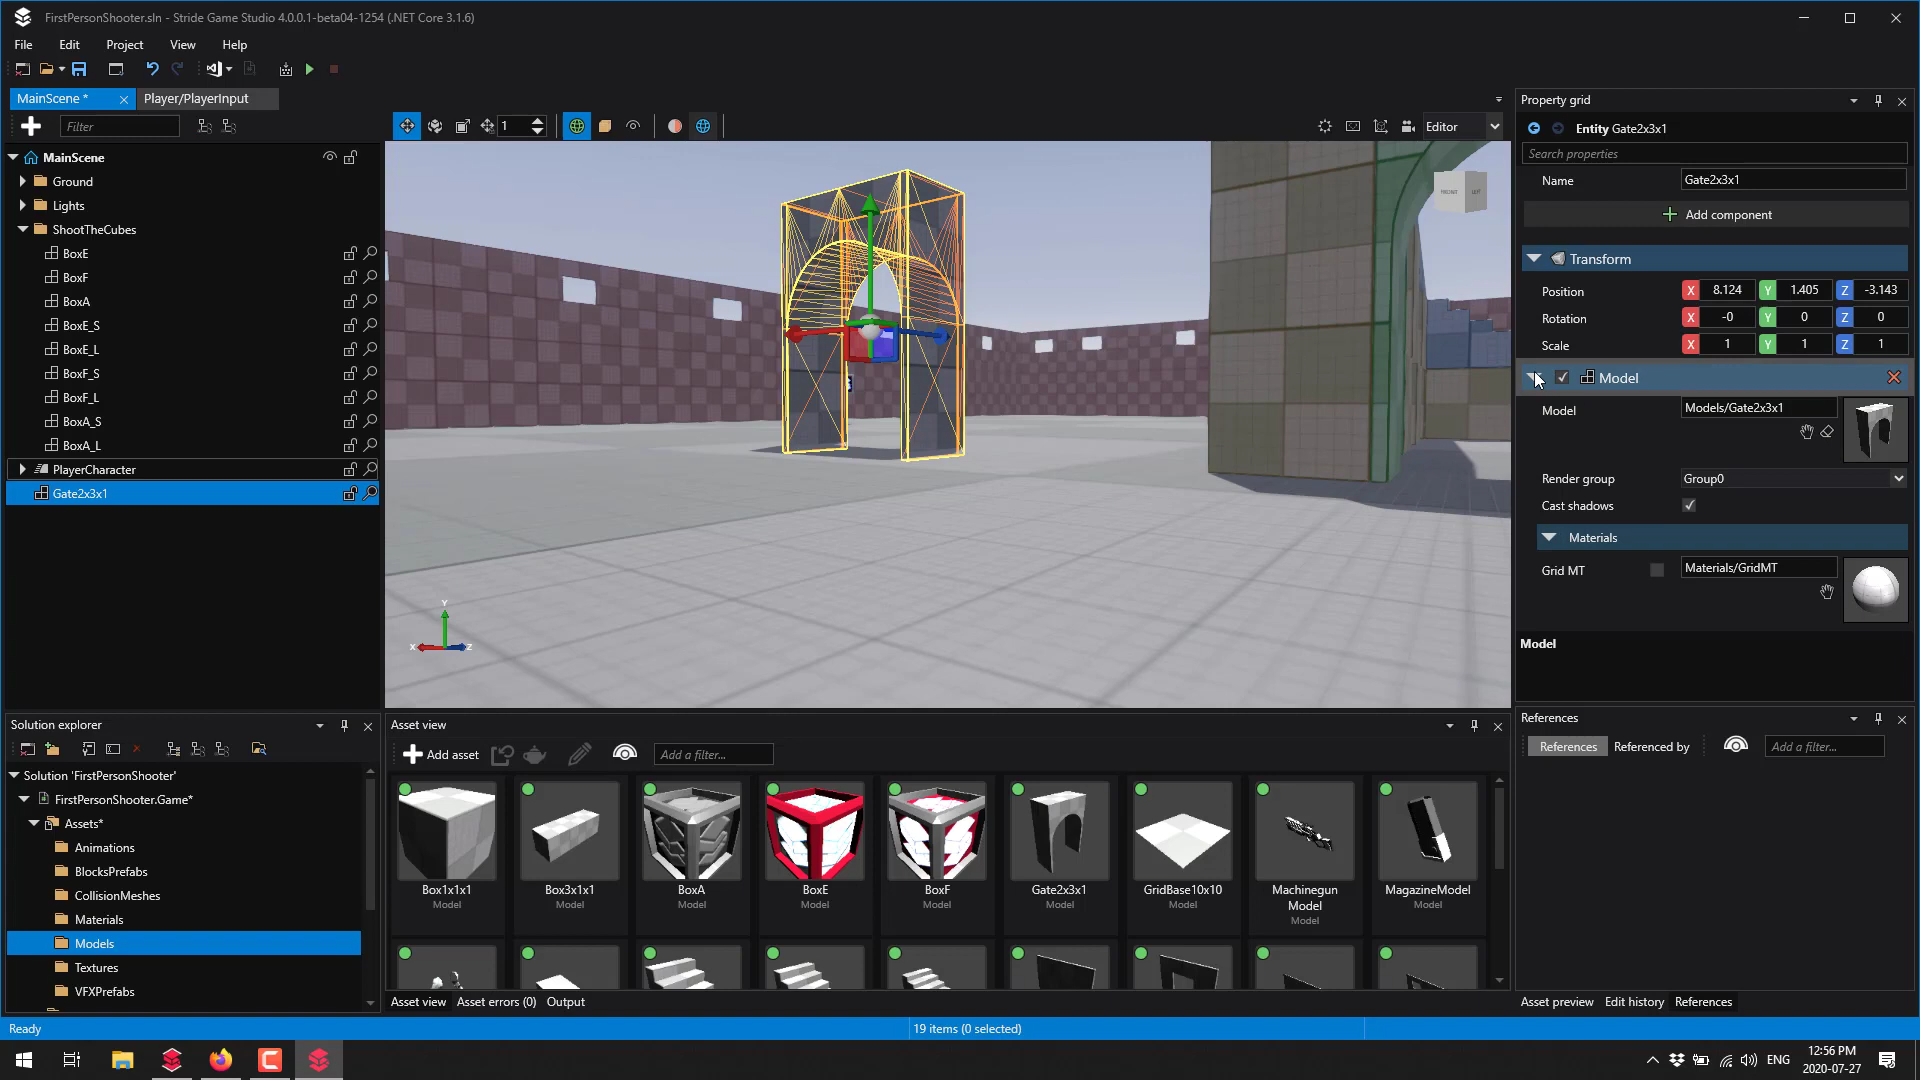 FirstPersonShooter.sln - Stride Game Studio 4.0.0.1-beta04-1254 (.NET Core 3.1.6)
File Edit Project View Help
MainScene * Player/PlayerInput
Filter
1
Editor
MainScene
Ground
Lights
ShootTheCubes
BoxE
BoxF
BoxA
BoxE_S
BoxE_L
BoxF_S
BoxF_L
BoxA_S
BoxA_L
PlayerCharacter
Gate2x3x1
FRONT LEFT
Y
X Z
Property grid
Entity Gate2x3x1
Search properties
Name Gate2x3x1
Add component
Transform
Position X 8.124 Y 1.405 Z -3.143
Rotation X -0 Y 0 Z 0
Scale X 1 Y 1 Z 1
Model
Model Models/Gate2x3x1
Render group Group0
Cast shadows
Materials
Grid MT Materials/GridMT
Model
Solution explorer
Solution 'FirstPersonShooter'
FirstPersonShooter.Game*
Assets*
Animations
BlocksPrefabs
CollisionMeshes
Materials
Models
Textures
VFXPrefabs
Asset view
Add asset Add a filter...
Box1x1x1
Model
Box3x1x1
Model
BoxA
Model
BoxE
Model
BoxF
Model
Gate2x3x1
Model
GridBase10x10
Model
Machinegun
Model
Model
MagazineModel
Model
Asset view Asset errors (0) Output
References
References Referenced by Add a filter...
Asset preview Edit history References
Ready 19 items (0 selected)
ENG
12:56 PM
2020-07-27